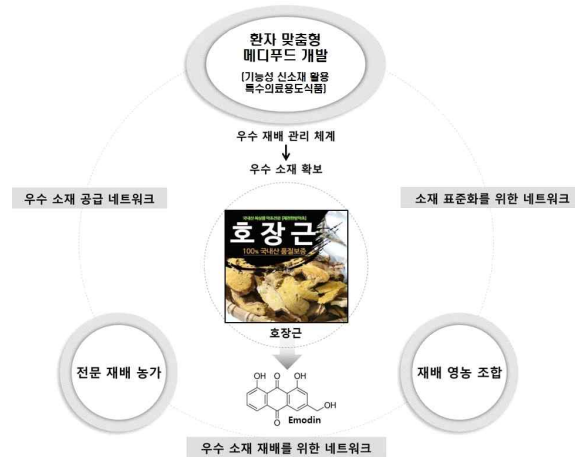 환자 맞춤형
메디푸드 개발
[기능성 신소재 활용
특수의료용도식품]
우수 재배 관리 체계
우수 소재 확보
우수 소재 공급 네트워크
소재 표준화를 위한 네트워크
호장근
100% 국내산 품질보증
호장근
전문 재배 농가
재배 영농 조합
OH O OH
OH
O
Emodin
우수 소재 재배를 위한 네트워크